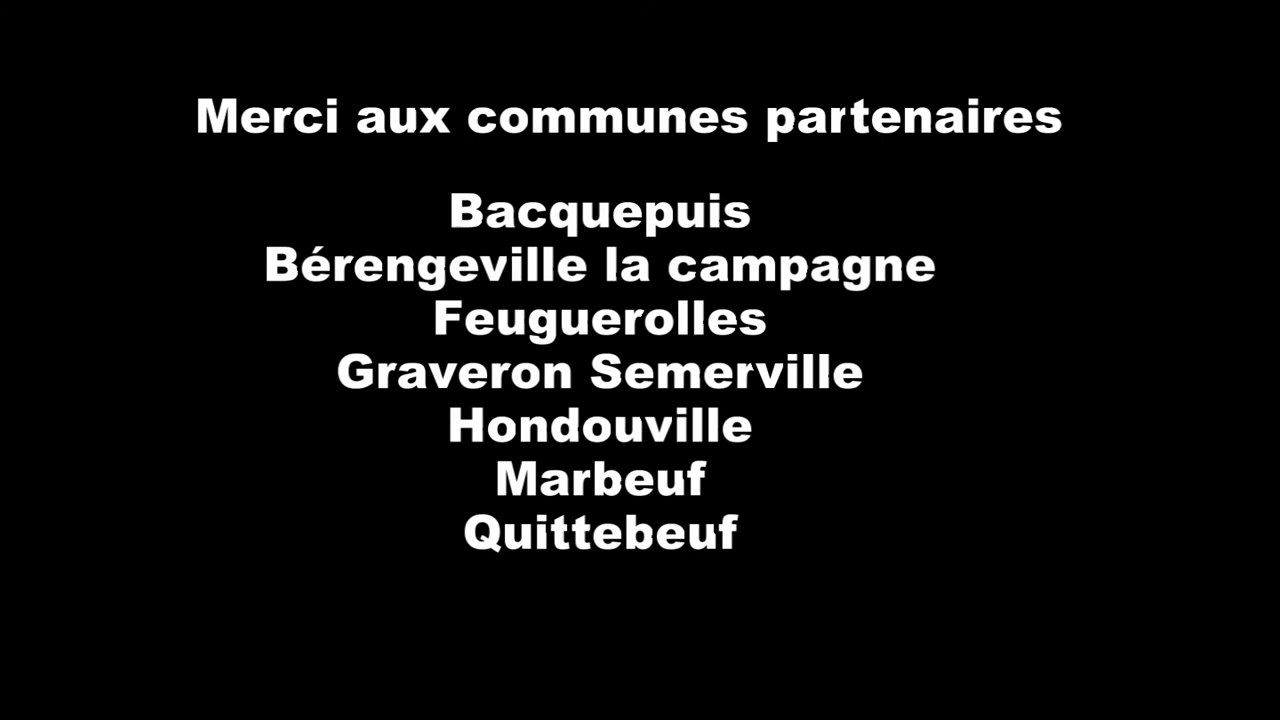 Merci aux communes partenaires
Bacquepuis
Bérengeville la campagne
Feuguerolles
Graveron Semerville
Hondouville
Marbeuf
Quittebeuf